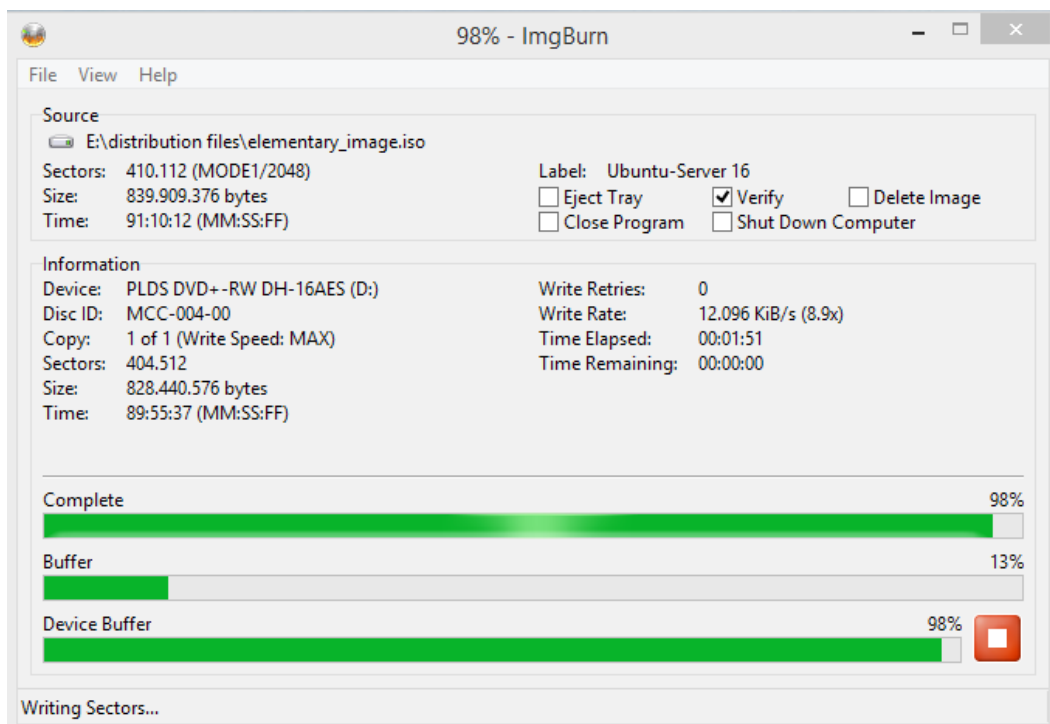 98% - ImgBurn
File View Help
Source
E:\distribution files\elementary_image.iso
Sectors: 410.112 (MODE1/2048)
Label: Ubuntu-Server 16
Size: 839.909.376 bytes
Eject Tray Verify Delete Image
Time: 91:10:12 (MM:SS:FF)
Close Program Shut Down Computer
Information
Device: PLDS DVD+-RW DH-16AES (D:)
Write Retries: 0
Disc ID: MCC-004-00
Write Rate: 12.096 KiB/s (8.9x)
Copy: 1 of 1 (Write Speed: MAX)
Time Elapsed: 00:01:51
Sectors: 404.512
Time Remaining: 00:00:00
Size: 828.440.576 bytes
Time: 89:55:37 (MM:SS:FF)
Complete 98%
Buffer 13%
Device Buffer 98%
Writing Sectors...